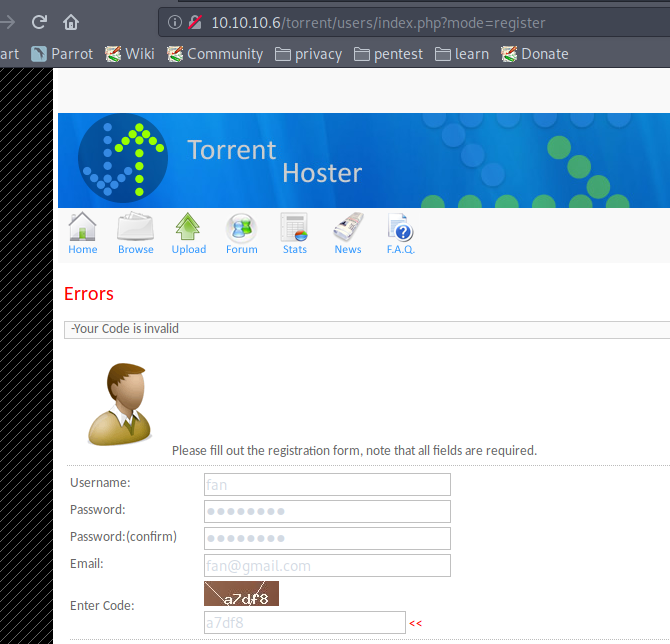 10.10.10.6/torrent/users/index.php?mode=register
art Parrot Wiki Community privacy pentest learn Donate
Torrent
Hoster
Home Browse Upload Forum Stats News F.A.Q.
Errors
-Your Code is invalid
Please fill out the registration form, note that all fields are required.
Username: fan
Password: ●●●●●●●●
Password:(confirm) ●●●●●●●●
Email: fan@gmail.com
a7df8
Enter Code:
a7df8 <<